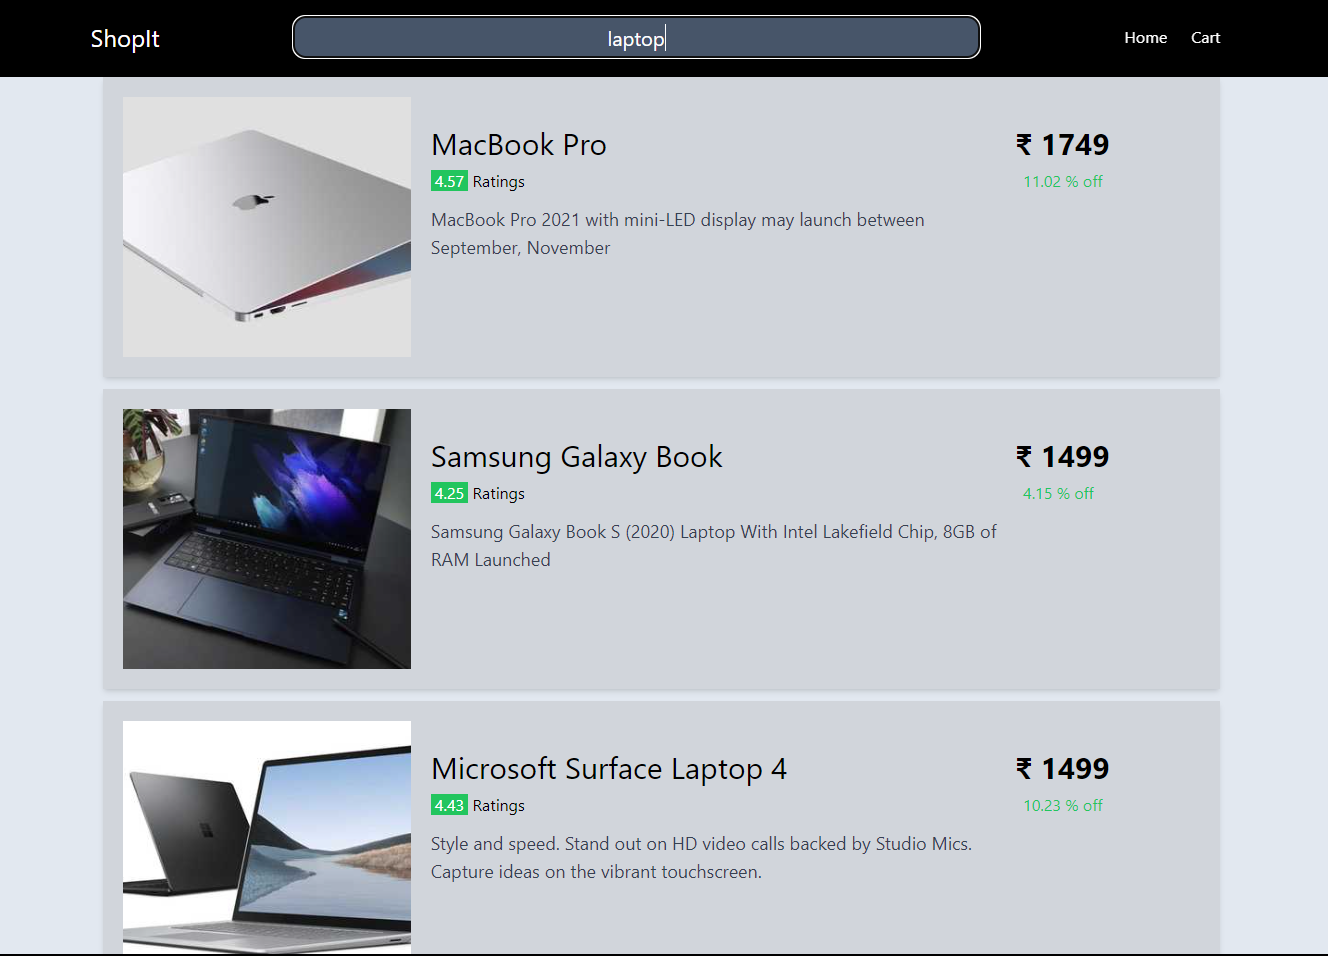 ShopIt
laptop
Home
Cart
MacBook Pro
₹ 1749
4.57 Ratings
11.02 % off
MacBook Pro 2021 with mini-LED display may launch between
September, November
Samsung Galaxy Book
₹ 1499
4.25 Ratings
4.15 % off
Samsung Galaxy Book S (2020) Laptop With Intel Lakefield Chip, 8GB of
RAM Launched
Microsoft Surface Laptop 4
₹ 1499
4.43 Ratings
10.23 % off
Style and speed. Stand out on HD video calls backed by Studio Mics.
Capture ideas on the vibrant touchscreen.